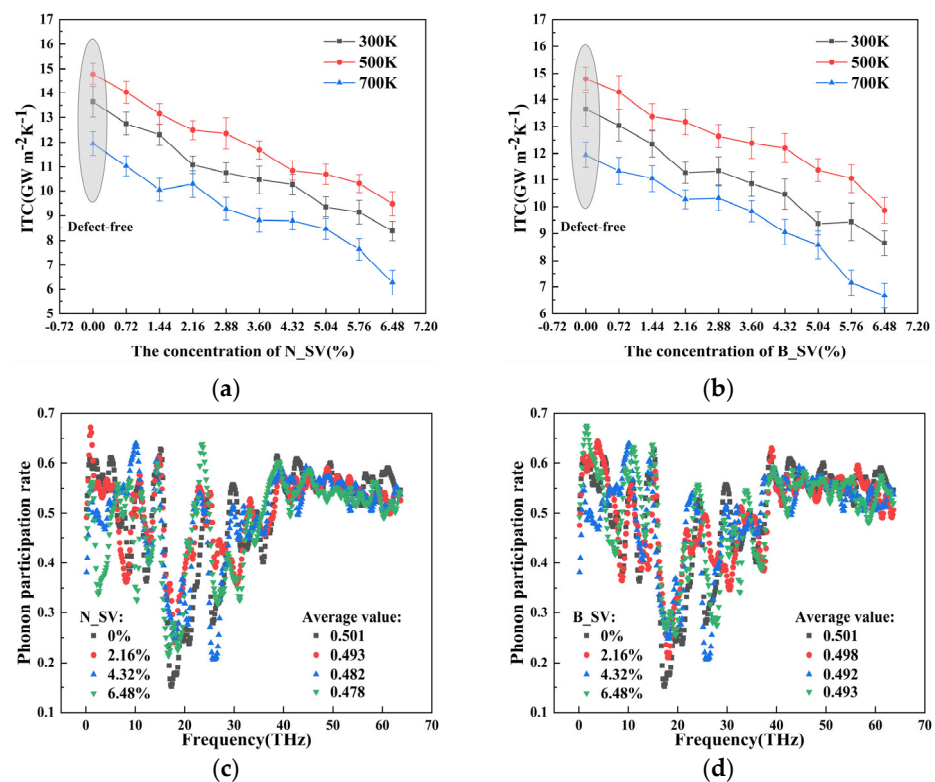 17
16
15
14
13
12
11
10
9
8
7
6
5
ITC(GW m-2K-1)
300K
500K
700K
Defect-free
-0.72 0.00 0.72 1.44 2.16 2.88 3.60 4.32 5.04 5.76 6.48 7.20
The concentration of N_SV(%)
(a)
17
16
15
14
13
12
11
10
9
8
7
6
ITC(GW m-2K-1)
300K
500K
700K
Defect-free
-0.72 0.00 0.72 1.44 2.16 2.88 3.60 4.32 5.04 5.76 6.48 7.20
The concentration of B_SV(%)
(b)
0.7
0.6
0.5
0.4
0.3
0.2
0.1
Phonon participation rate
N_SV: Average value:
0% 0.501
2.16% 0.493
4.32% 0.482
6.48% 0.478
0 10 20 30 40 50 60 70
Frequency(THz)
(c)
0.7
0.6
0.5
0.4
0.3
0.2
0.1
Phonon participation rate
B_SV: Average value:
0% 0.501
2.16% 0.498
4.32% 0.492
6.48% 0.493
0 10 20 30 40 50 60 70
Frequency(THz)
(d)